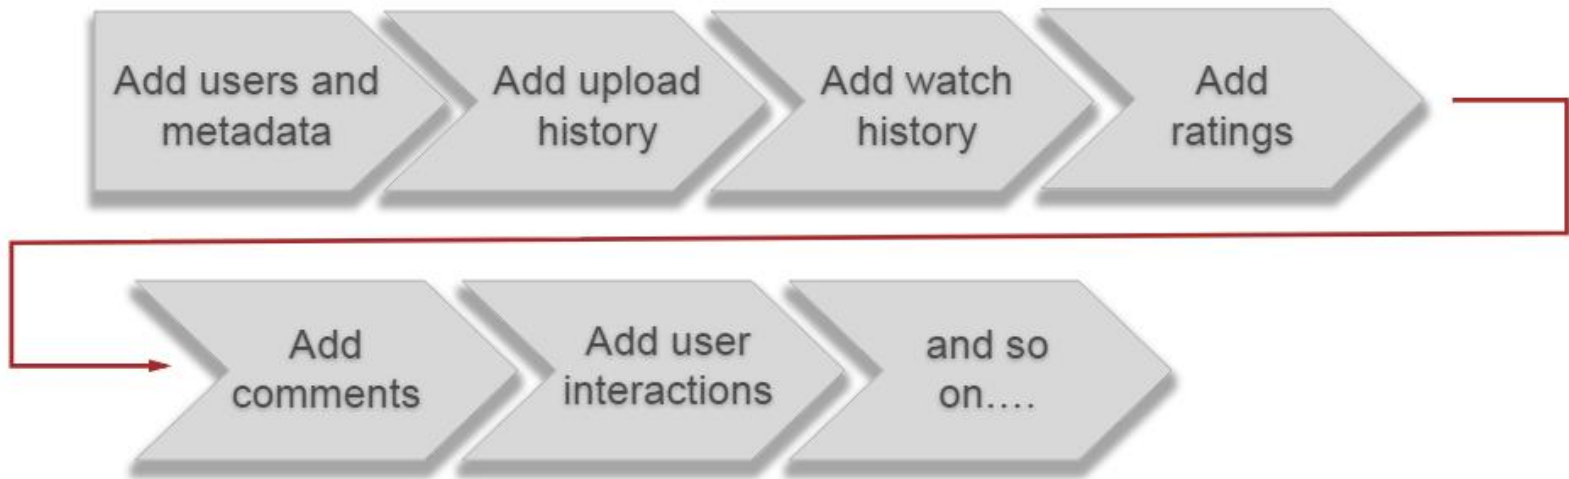 Add users and
metadata
Add upload
history
Add watch
history
Add
ratings
Add
comments
Add user
interactions
and so
on....